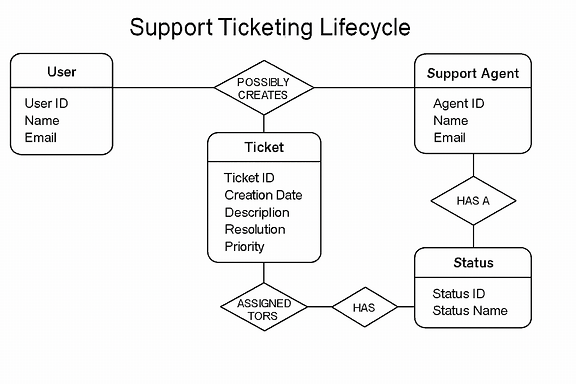 Support Ticketing Lifecycle
User
User ID
Name
Email
POSSIBLY
CREATES
Support Agent
Agent ID
Name
Email
Ticket
Ticket ID
Creation Date
Description
Resolution
Priority
HAS A
Status
Status ID
Status Name
ASSIGNED
TORS
HAS